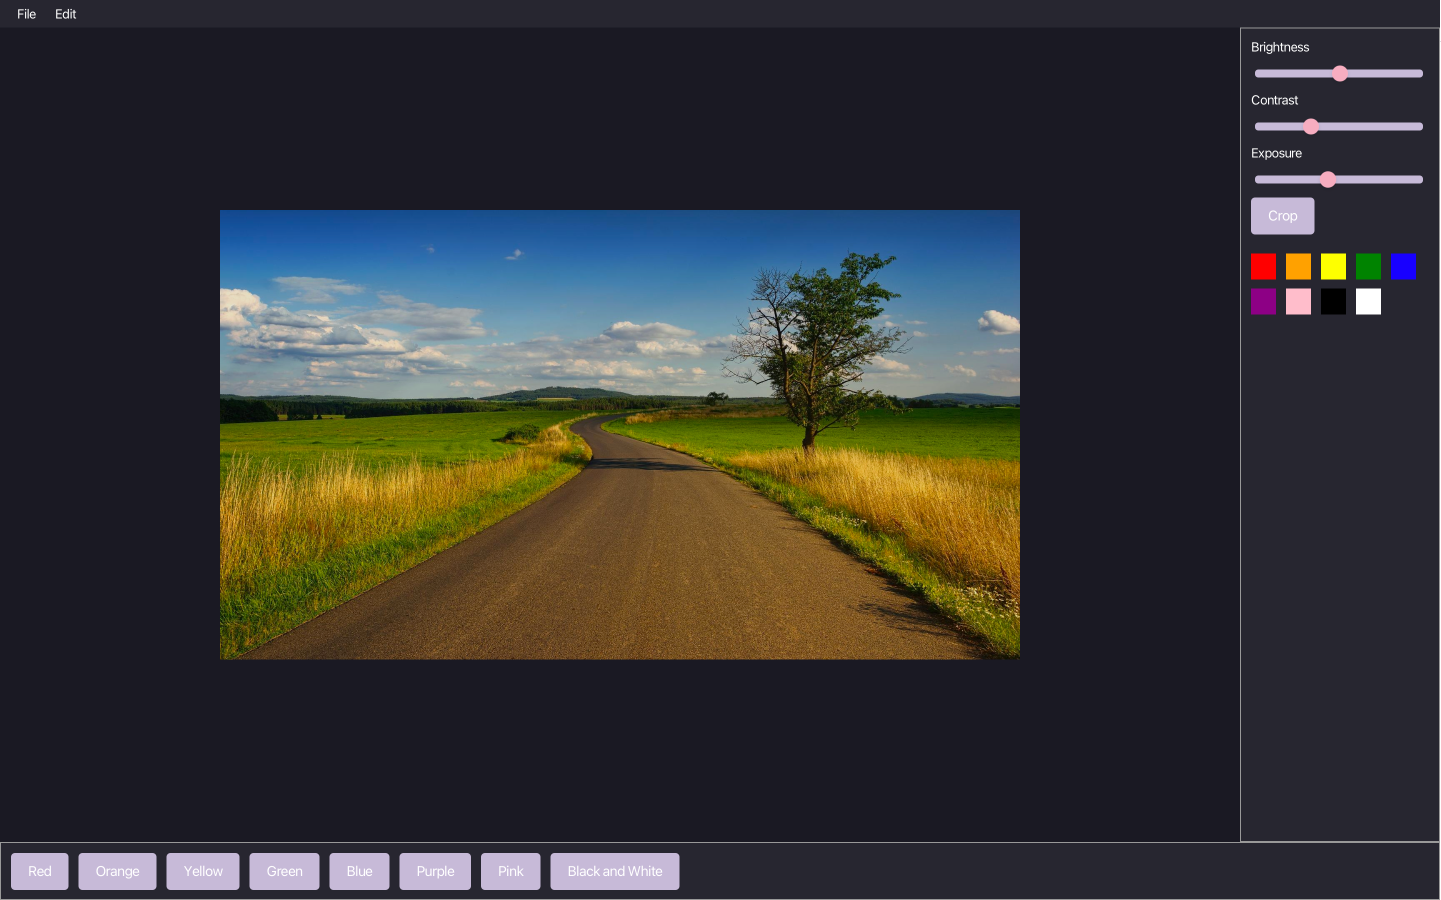 File Edit
Brightness
Contrast
Exposure
Crop
Red Orange Yellow Green Blue Purple Pink Black and White